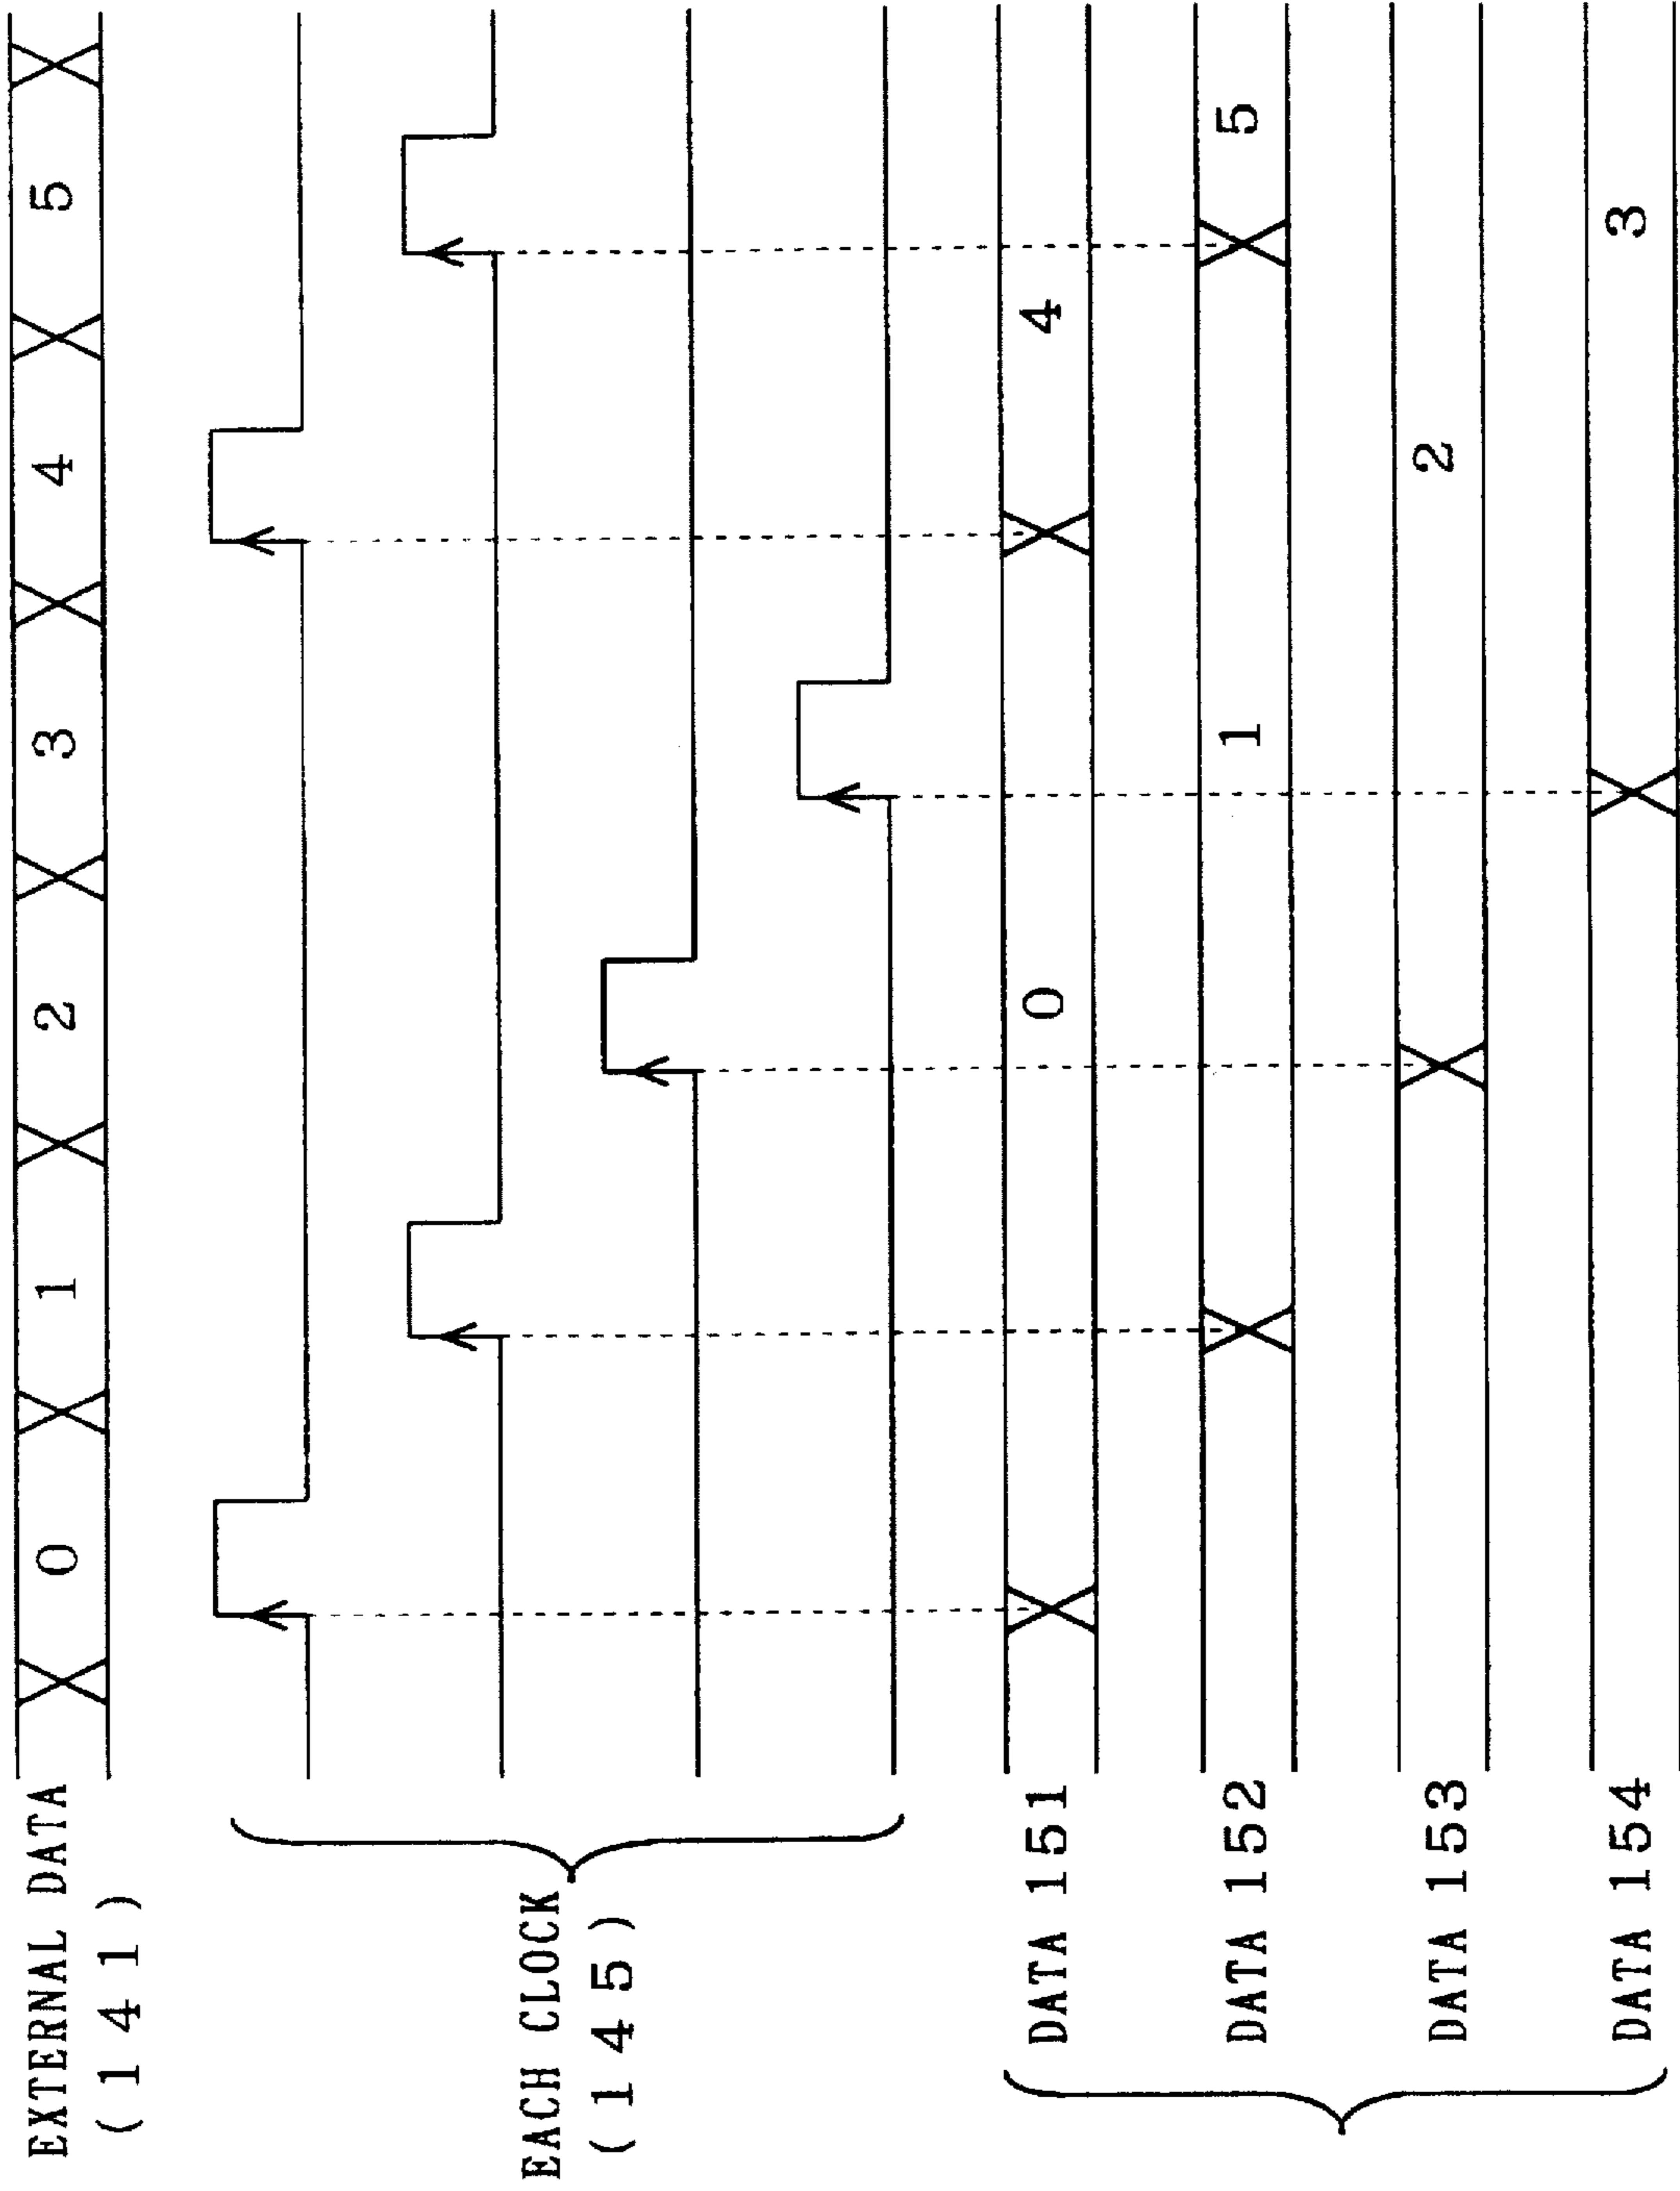 EXTERNAL DATA
(141)
0 1 2 3 4 5
EACH CLOCK
(145)
DATA 151
0 4
DATA 152
1 5
DATA 153
2
DATA 154
3